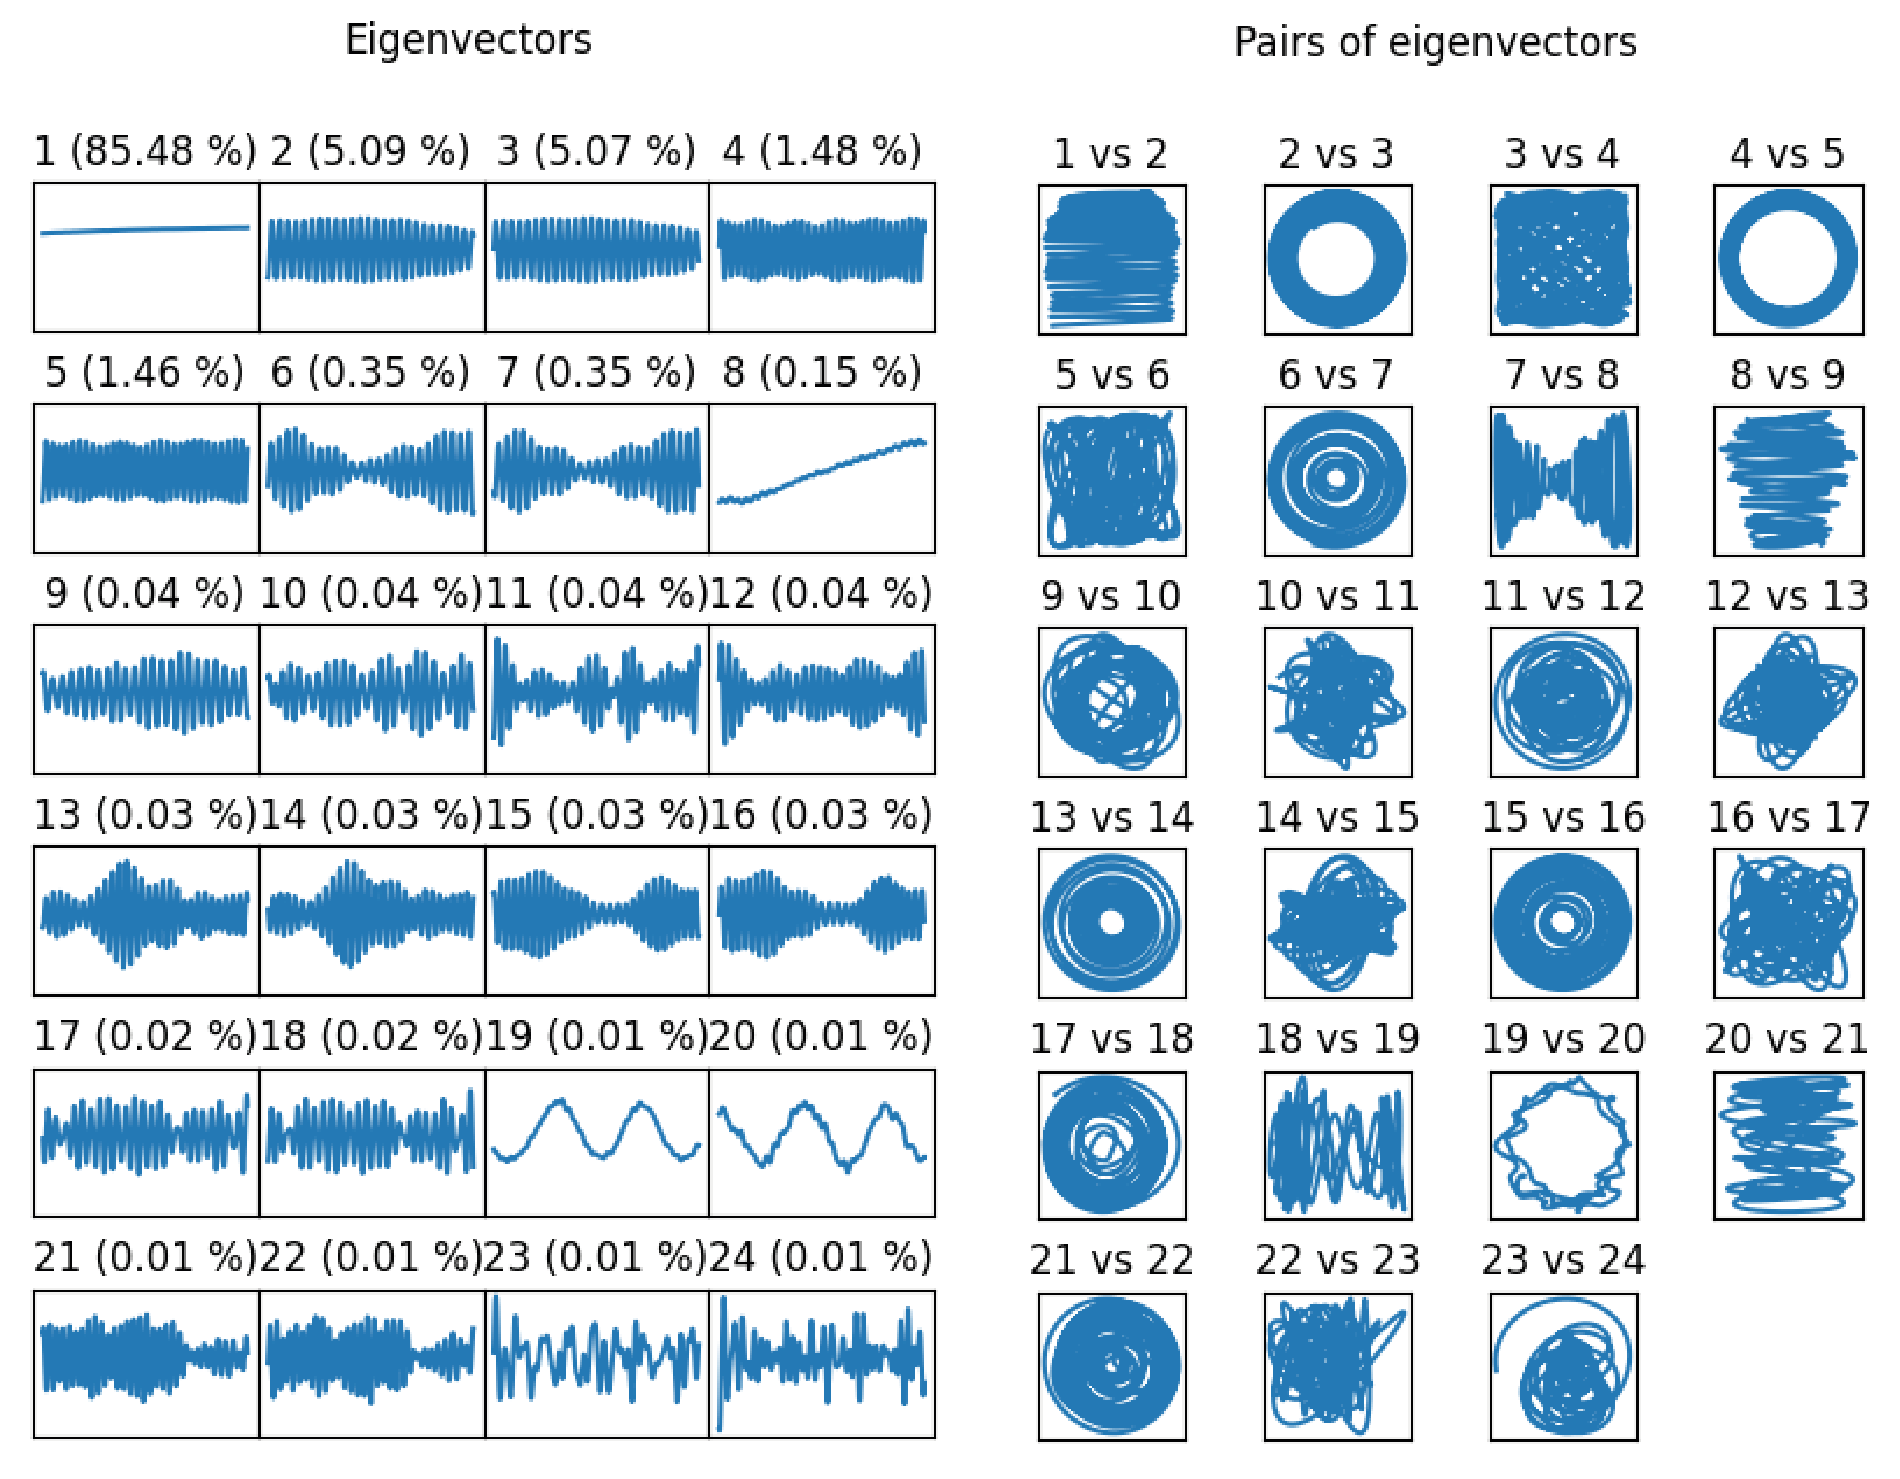 Eigenvectors
1 (85.48 %) 2 (5.09 %) 3 (5.07 %) 4 (1.48 %)
5 (1.46 %) 6 (0.35 %) 7 (0.35 %) 8 (0.15 %)
9 (0.04 %) 10 (0.04 %) 11 (0.04 %) 12 (0.04 %)
13 (0.03 %) 14 (0.03 %) 15 (0.03 %) 16 (0.03 %)
17 (0.02 %) 18 (0.02 %) 19 (0.01 %) 20 (0.01 %)
21 (0.01 %) 22 (0.01 %) 23 (0.01 %) 24 (0.01 %)
Pairs of eigenvectors
1 vs 2 2 vs 3 3 vs 4 4 vs 5
5 vs 6 6 vs 7 7 vs 8 8 vs 9
9 vs 10 10 vs 11 11 vs 12 12 vs 13
13 vs 14 14 vs 15 15 vs 16 16 vs 17
17 vs 18 18 vs 19 19 vs 20 20 vs 21
21 vs 22 22 vs 23 23 vs 24